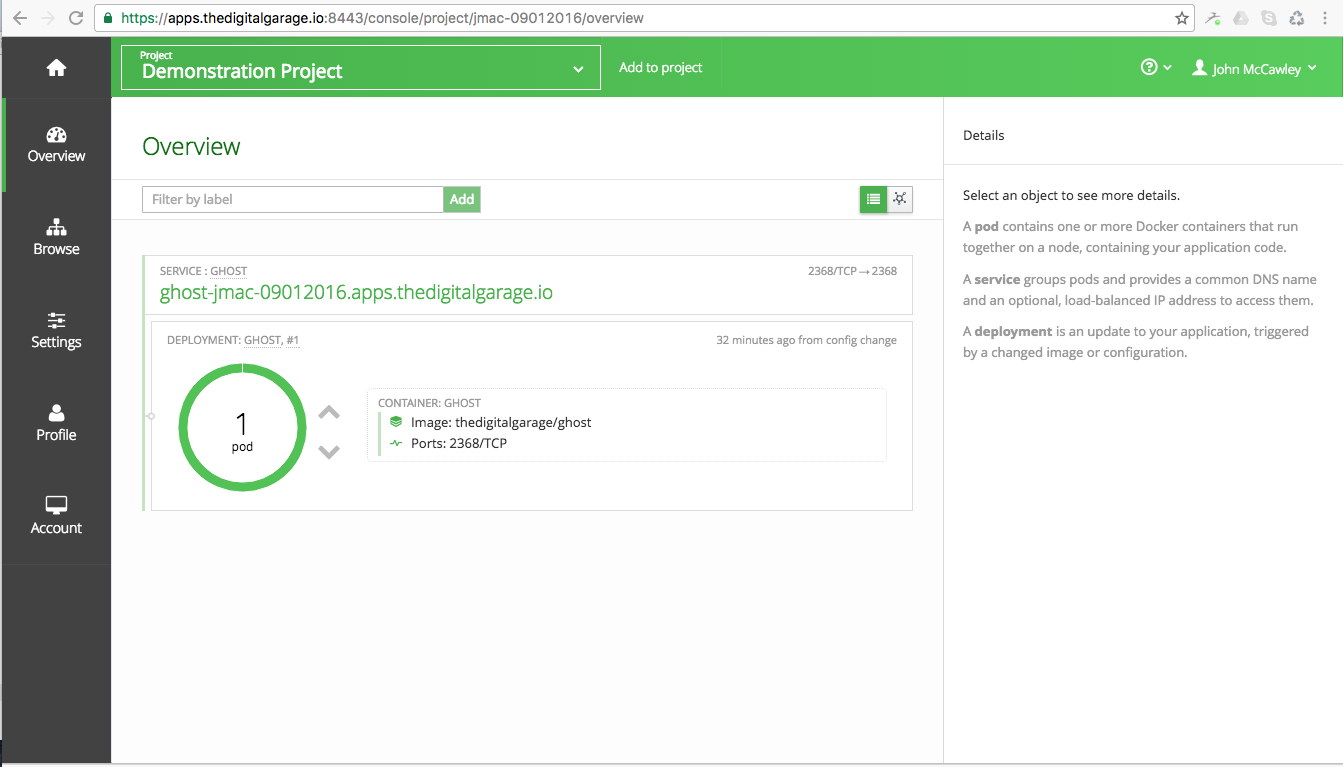 https://apps.thedigitalgarage.io:8443/console/project/jmac-09012016/overview
Project
Demonstration Project
Add to project
John McCawley
Overview
Browse
Settings
Profile
Account
Overview
Filter by label
Add
SERVICE : GHOST
2368/TCP → 2368
ghost-jmac-09012016.apps.thedigitalgarage.io
DEPLOYMENT: GHOST, #1
32 minutes ago from config change
1
pod
CONTAINER: GHOST
Image: thedigitalgarage/ghost
Ports: 2368/TCP
Details
Select an object to see more details.
A pod contains one or more Docker containers that run
together on a node, containing your application code.
A service groups pods and provides a common DNS name
and an optional, load-balanced IP address to access them.
A deployment is an update to your application, triggered
by a changed image or configuration.